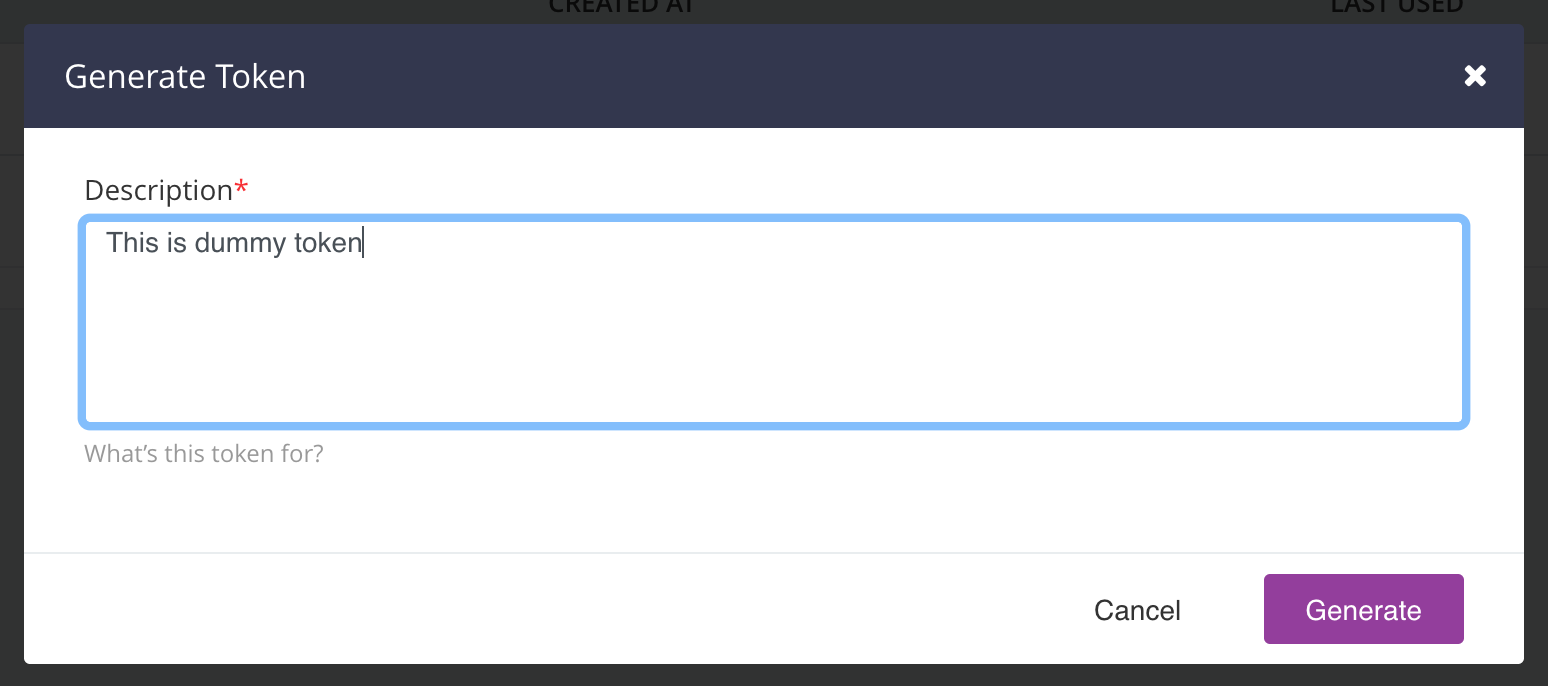 CREATED AT LAST USED
Generate Token
Description*
This is dummy token
What’s this token for?
Cancel Generate